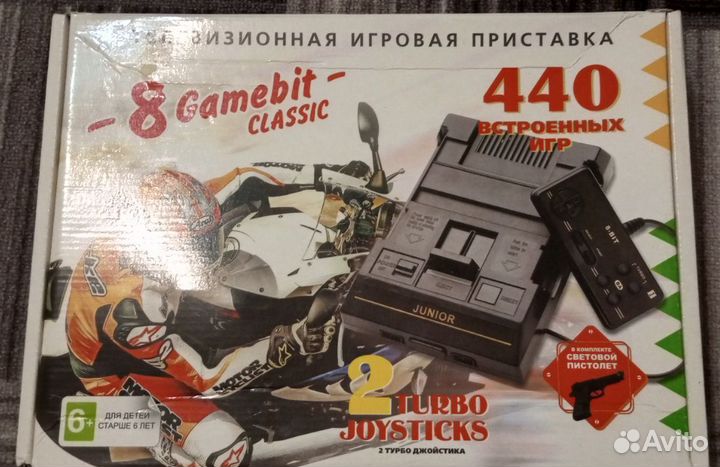 ТЕЛЕВИЗИОННАЯ ИГРОВАЯ ПРИСТАВКА
- 8 Gamebit -
CLASSIC
440
ВСТРОЕННЫХ
ИГР
8-BIT
JUNIOR
В КОМПЛЕКТЕ
СВЕТОВОЙ
ПИСТОЛЕТ
2 TURBO
JOYSTICKS
2 ТУРБО ДЖОЙСТИКА
6+
ДЛЯ ДЕТЕЙ
СТАРШЕ 6 ЛЕТ
Avito